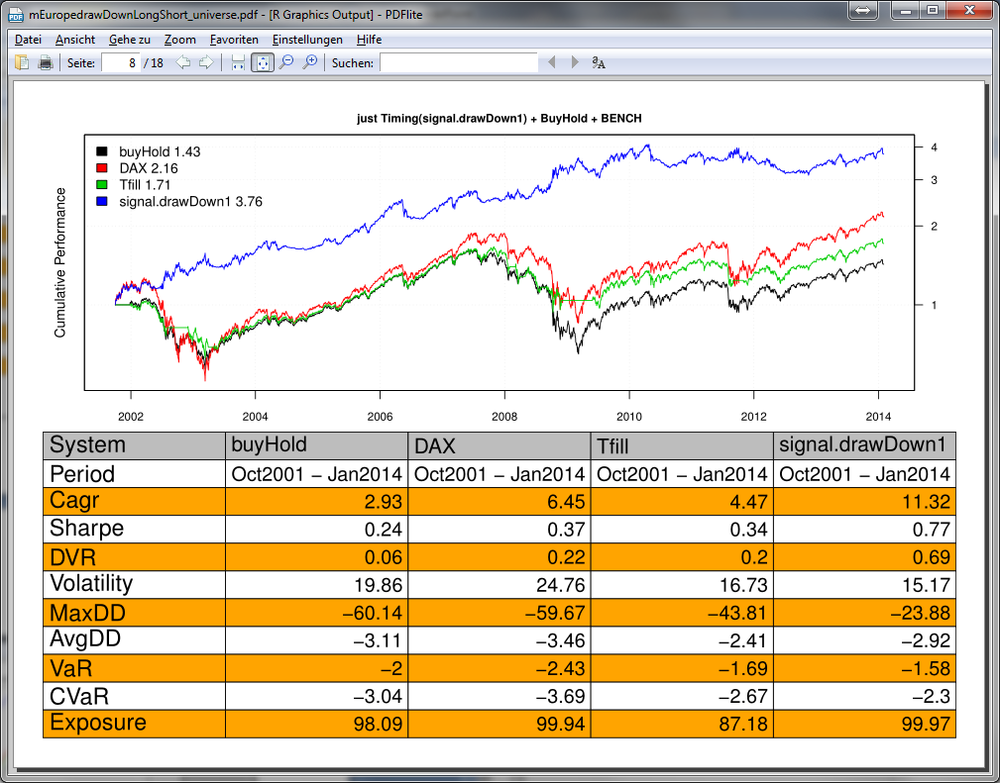 mEuropedrawDownLongShort_universe.pdf - [R Graphics Output] - PDFlite
Datei Ansicht Gehe zu Zoom Favoriten Einstellungen Hilfe
Seite: 8 / 18 Suchen:
just Timing(signal.drawDown1) + BuyHold + BENCH
Cumulative Performance
buyHold 1.43
DAX 2.16
Tfill 1.71
signal.drawDown1 3.76
4
3
2
1
2002 2004 2006 2008 2010 2012 2014
System buyHold DAX Tfill signal.drawDown1
Period Oct2001 − Jan2014 Oct2001 − Jan2014 Oct2001 − Jan2014 Oct2001 − Jan2014
Cagr 2.93 6.45 4.47 11.32
Sharpe 0.24 0.37 0.34 0.77
DVR 0.06 0.22 0.2 0.69
Volatility 19.86 24.76 16.73 15.17
MaxDD −60.14 −59.67 −43.81 −23.88
AvgDD −3.11 −3.46 −2.41 −2.92
VaR −2 −2.43 −1.69 −1.58
CVaR −3.04 −3.69 −2.67 −2.3
Exposure 98.09 99.94 87.18 99.97